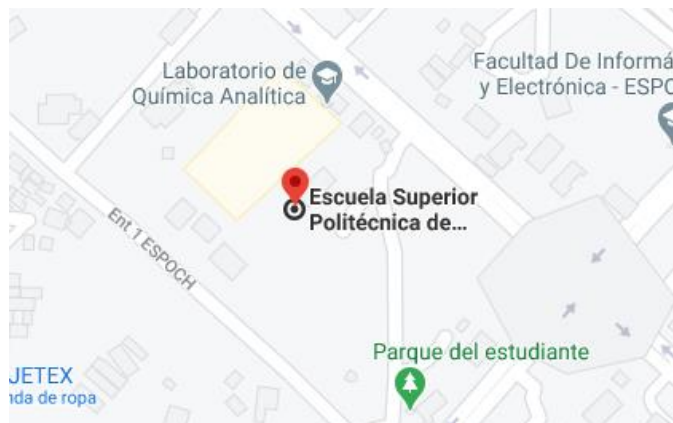 Laboratorio de
Química Analítica
Facultad De Informá
y Electrónica - ESPO
Escuela Superior
Politécnica de...
Ent 1 ESPOCH
Parque del estudiante
JETEX
nda de ropa